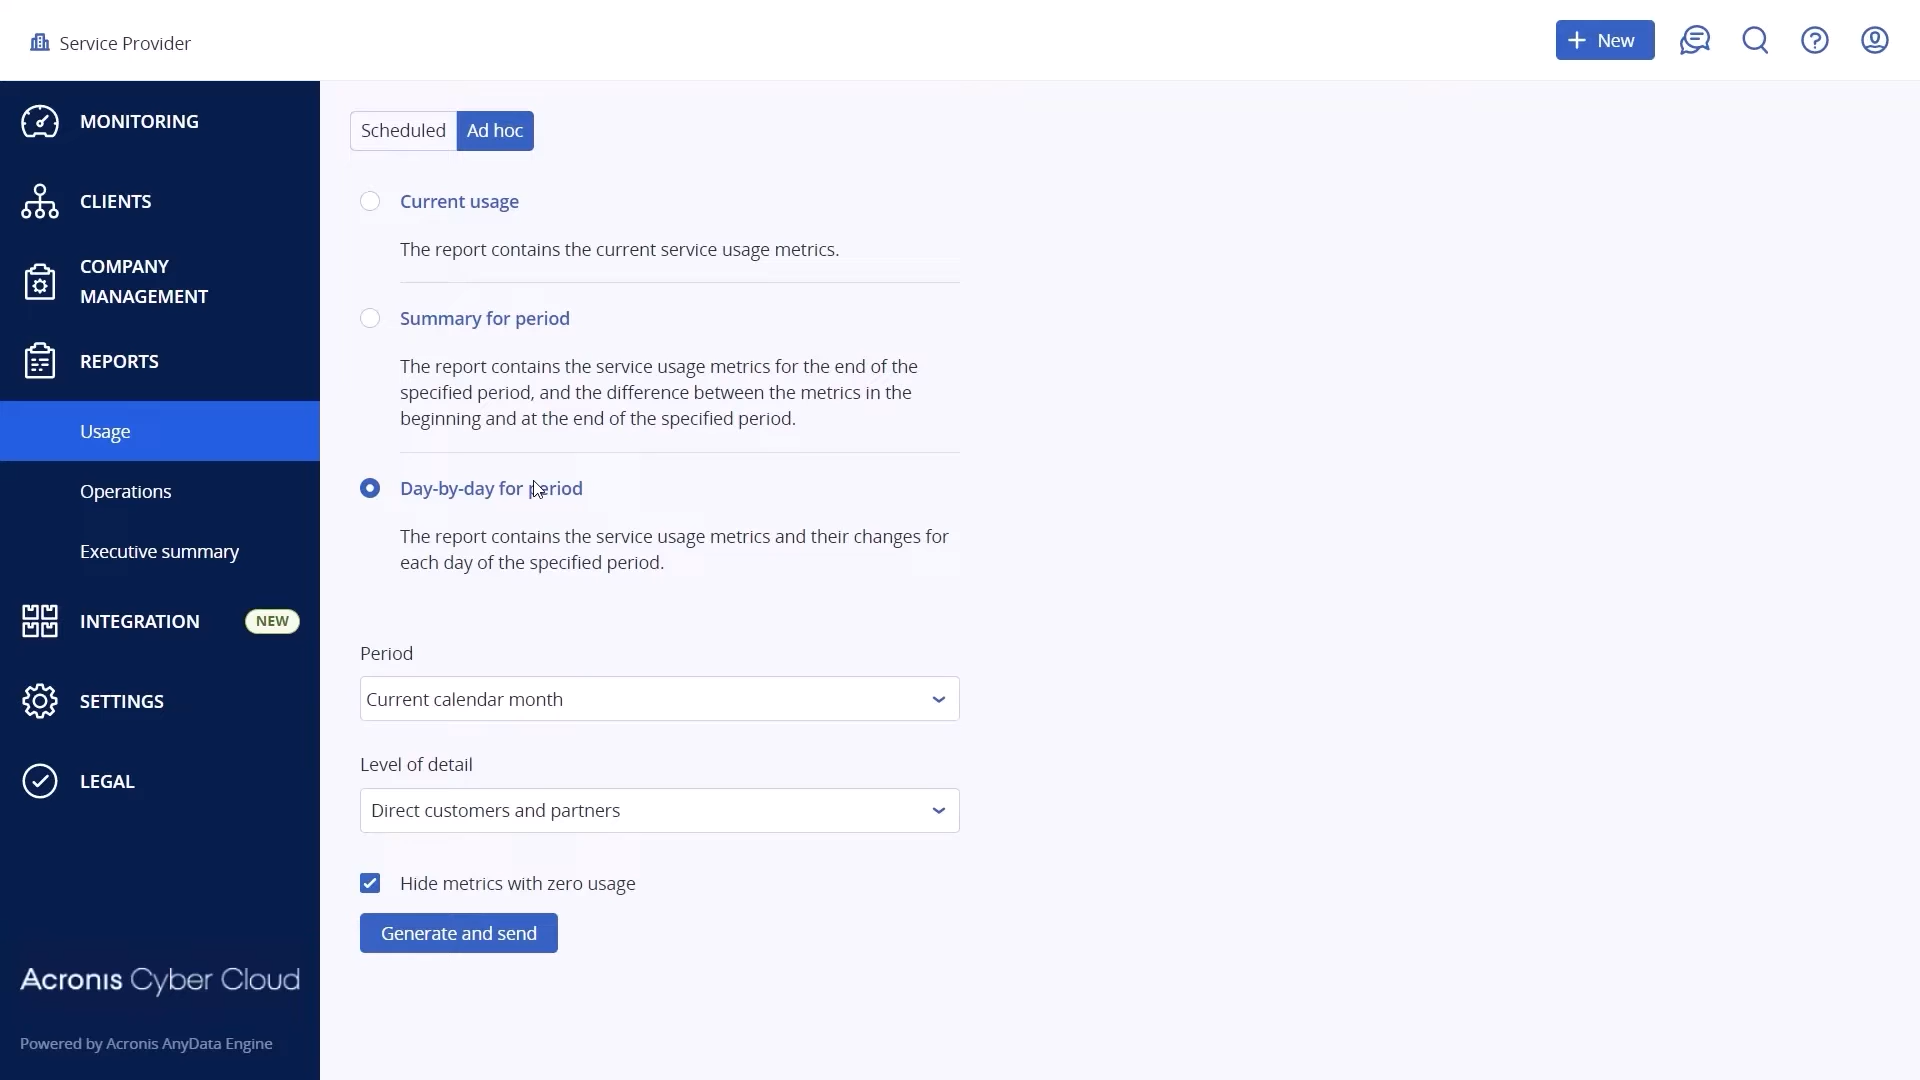 Service Provider
New
MONITORING
CLIENTS
COMPANY
MANAGEMENT
REPORTS
Usage
Operations
Executive summary
INTEGRATION NEW
SETTINGS
LEGAL
Acronis Cyber Cloud
Powered by Acronis AnyData Engine
Scheduled Ad hoc
Current usage
The report contains the current service usage metrics.
Summary for period
The report contains the service usage metrics for the end of the
specified period, and the difference between the metrics in the
beginning and at the end of the specified period.
Day-by-day for period
The report contains the service usage metrics and their changes for
each day of the specified period.
Period
Current calendar month
Level of detail
Direct customers and partners
Hide metrics with zero usage
Generate and send